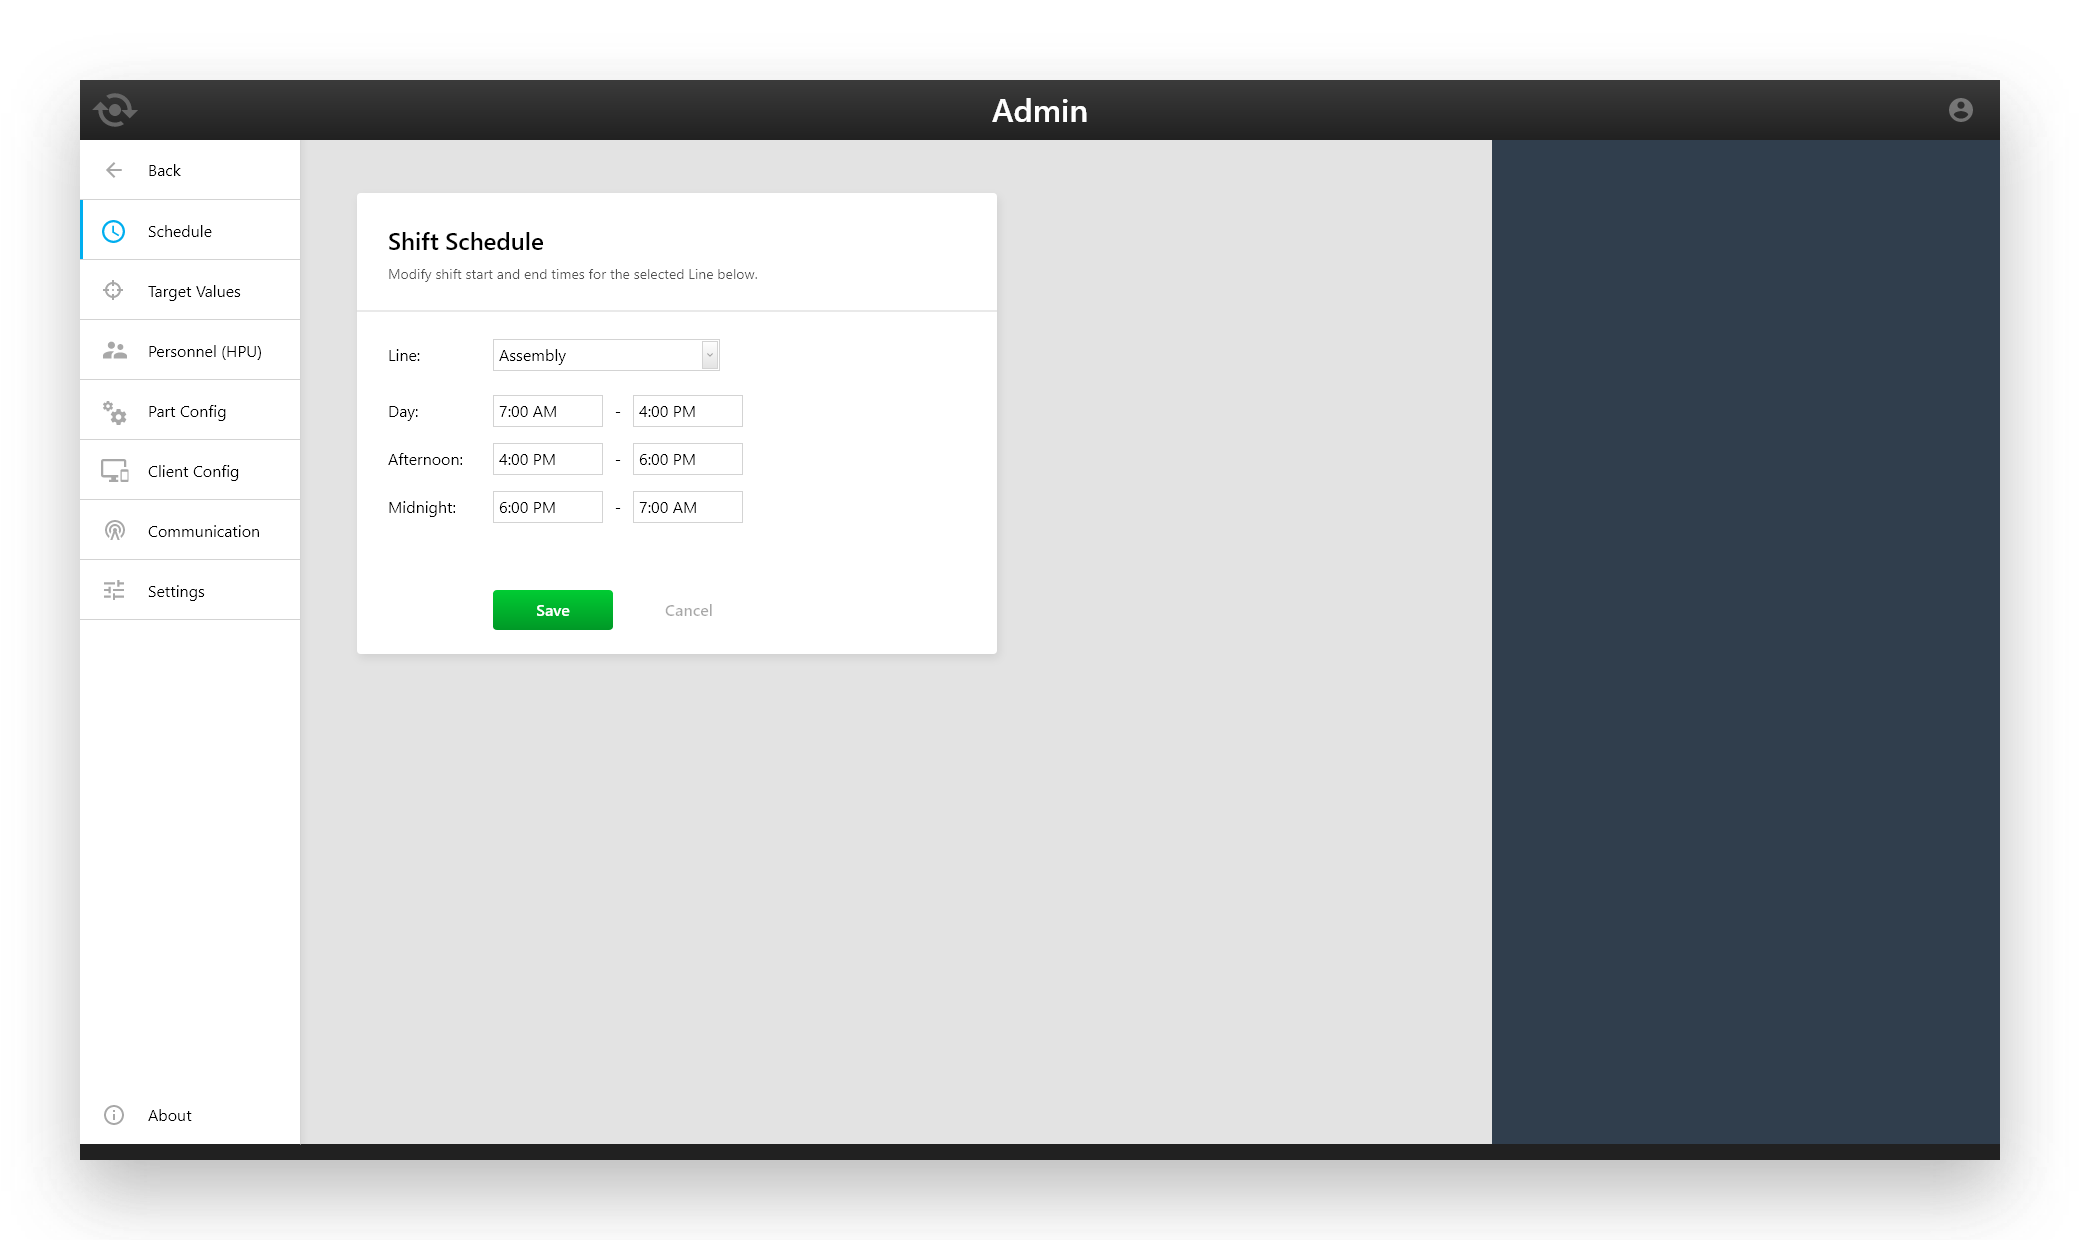 Admin
Back
Schedule
Target Values
Personnel (HPU)
Part Config
Client Config
Communication
Settings
About
Shift Schedule
Modify shift start and end times for the selected Line below.
Line: Assembly
Day: 7:00 AM - 4:00 PM
Afternoon: 4:00 PM - 6:00 PM
Midnight: 6:00 PM - 7:00 AM
Save Cancel